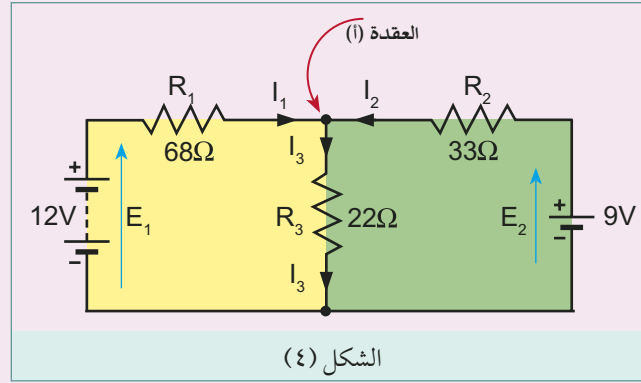 العقدة (أ)
R1 I1 I2 R2
68Ω I3 33Ω
12V E1 R3 22Ω E2 9V
I3
+
-
+
-
الشكل (٤)